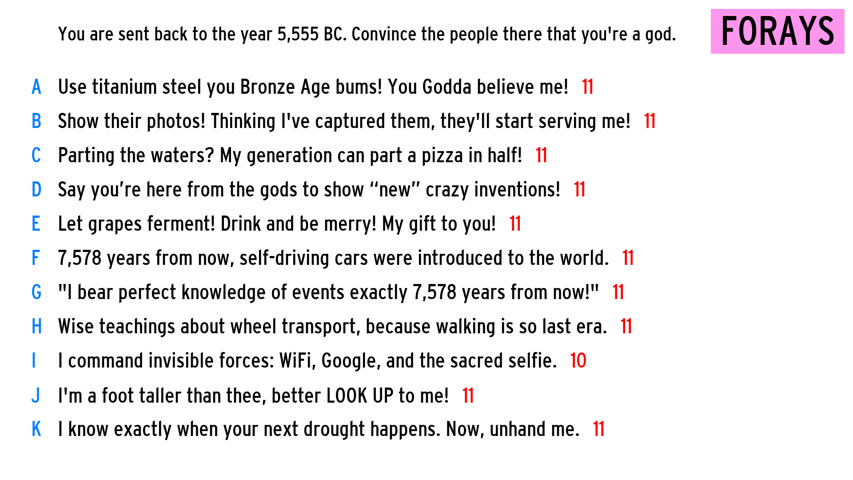 You are sent back to the year 5,555 BC. Convince the people there that you're a god.
FORAYS
A Use titanium steel you Bronze Age bums! You Godda believe me! 11
B Show their photos! Thinking I've captured them, they'll start serving me! 11
C Parting the waters? My generation can part a pizza in half! 11
D Say you’re here from the gods to show “new” crazy inventions! 11
E Let grapes ferment! Drink and be merry! My gift to you! 11
F 7,578 years from now, self-driving cars were introduced to the world. 11
G "I bear perfect knowledge of events exactly 7,578 years from now!" 11
H Wise teachings about wheel transport, because walking is so last era. 11
I I command invisible forces: WiFi, Google, and the sacred selfie. 10
J I'm a foot taller than thee, better LOOK UP to me! 11
K I know exactly when your next drought happens. Now, unhand me. 11